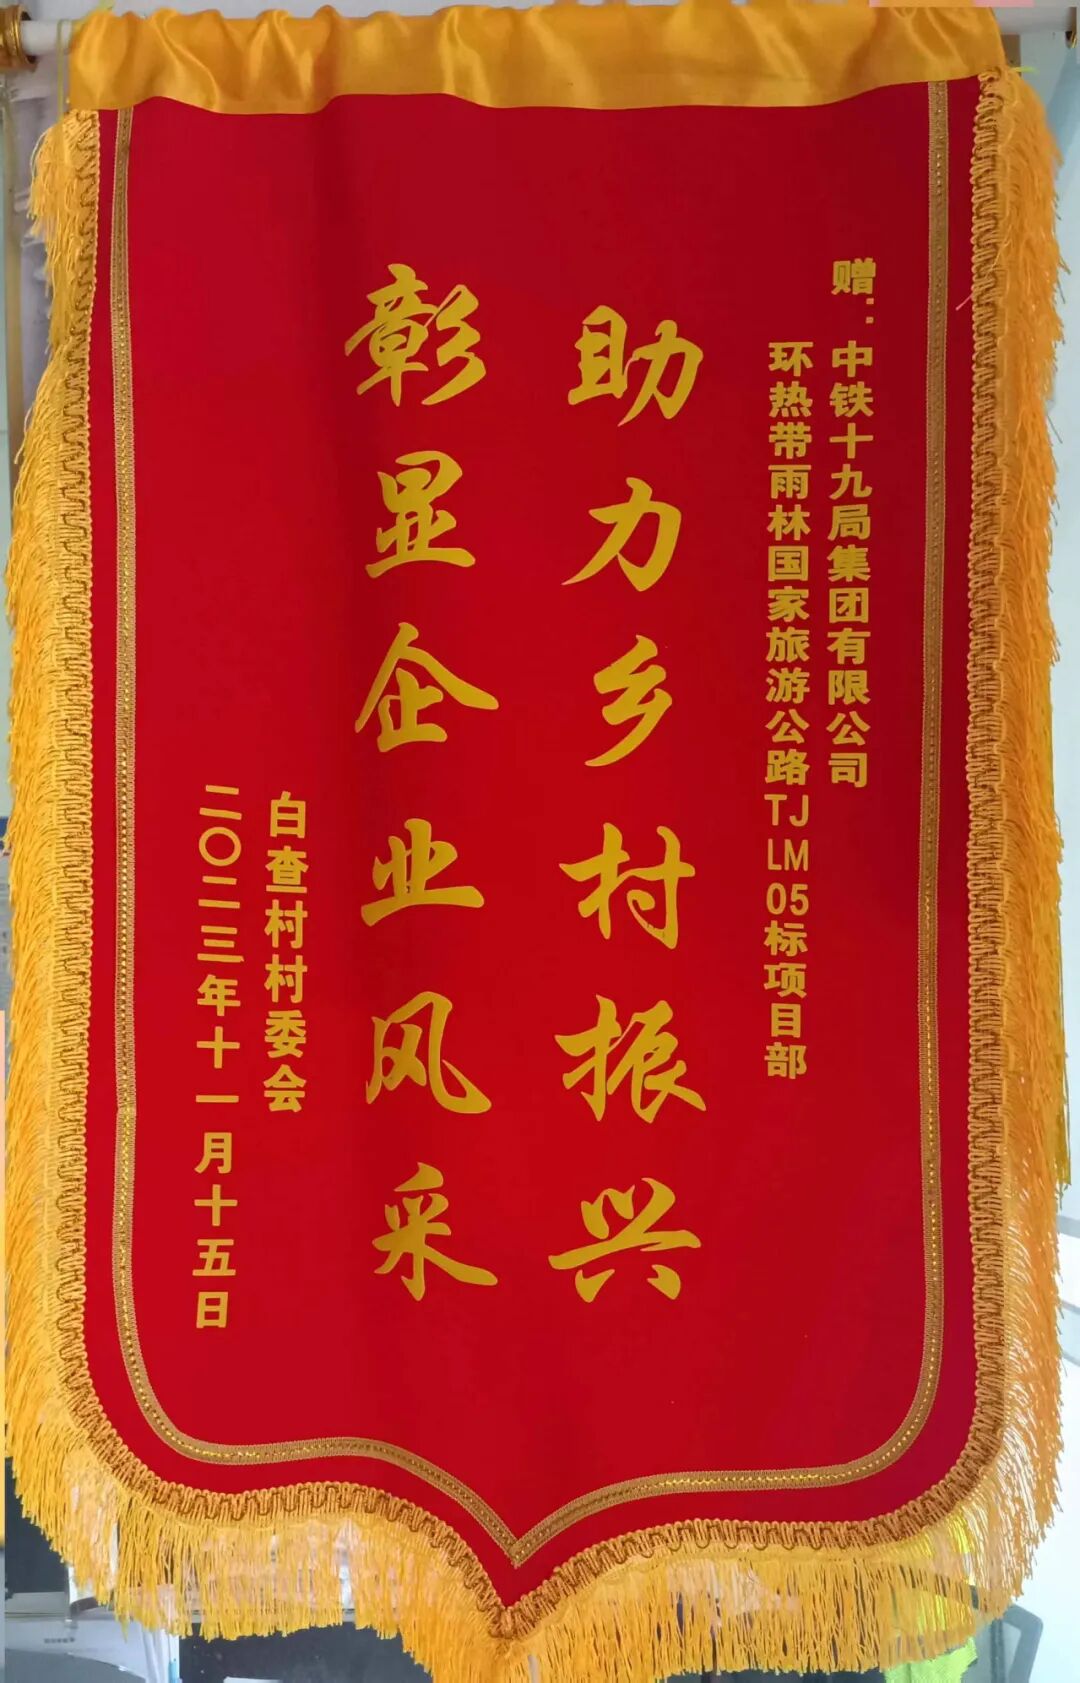 赠：中铁十九局集团有限公司
环热带雨林国家旅游公路TJLM05标项目部
助力乡村振兴
彰显企业风采
白查村村委会
二〇二三年十一月十五日